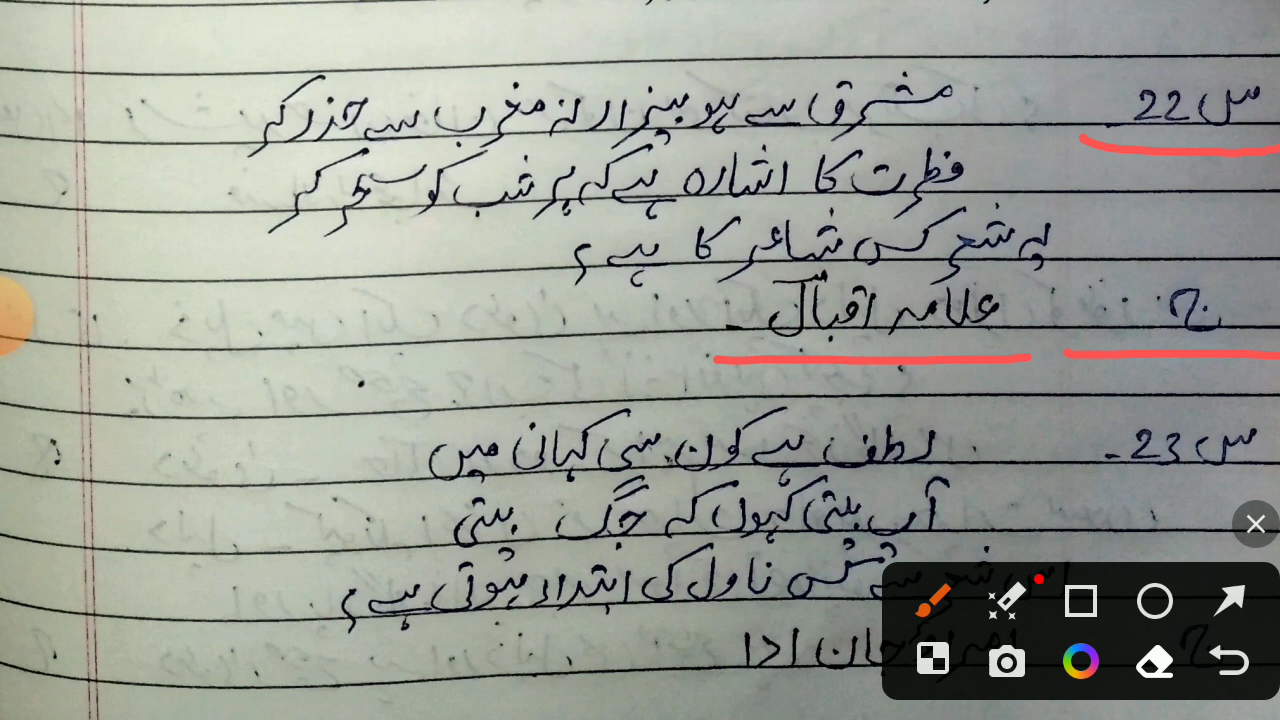 س 22 مشرق سے ہو بیزار نہ مغرب سے حذر کر
فطرت کا اشارہ ہے کہ ہر شب کو سحر کر
یہ شعر کس شاعر کا ہے؟
ج علامہ اقبالؔ ۔
س 23۔ لطف ہے کون سی کہانی میں
آپ بیتی کہوں کہ جگ بیتی
اس شعر سے کس ناول کی ابتداء ہوتی ہے؟
ج امراؤ جان ادا